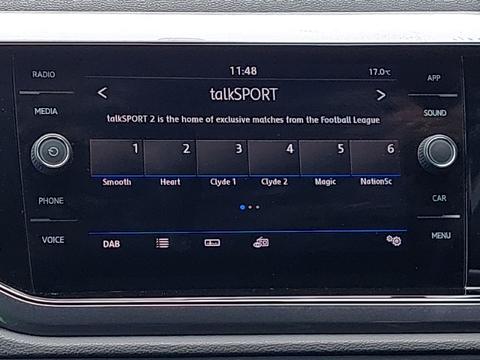 RADIO
11:48
17.0°C
APP
< talkSPORT >
MEDIA
SOUND
talkSPORT 2 is the home of exclusive matches from the Football League
1 2 3 4 5 6
Smooth Heart Clyde 1 Clyde 2 Magic NationSc
PHONE
CAR
VOICE
DAB
MENU